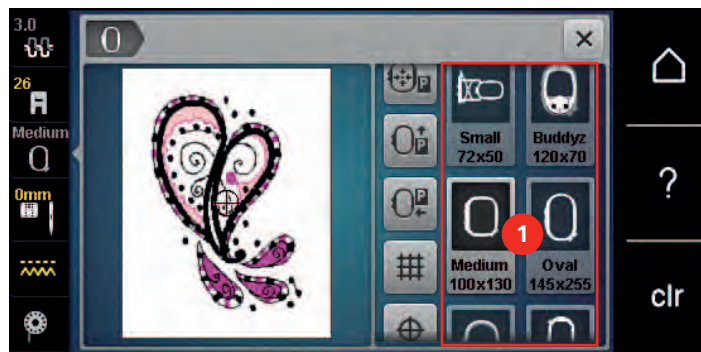 3.0
26
Medium
0mm
P
P
P
Small
72x50
Buddyz
120x70
Medium
100x130
Oval
145x255
1
?
clr